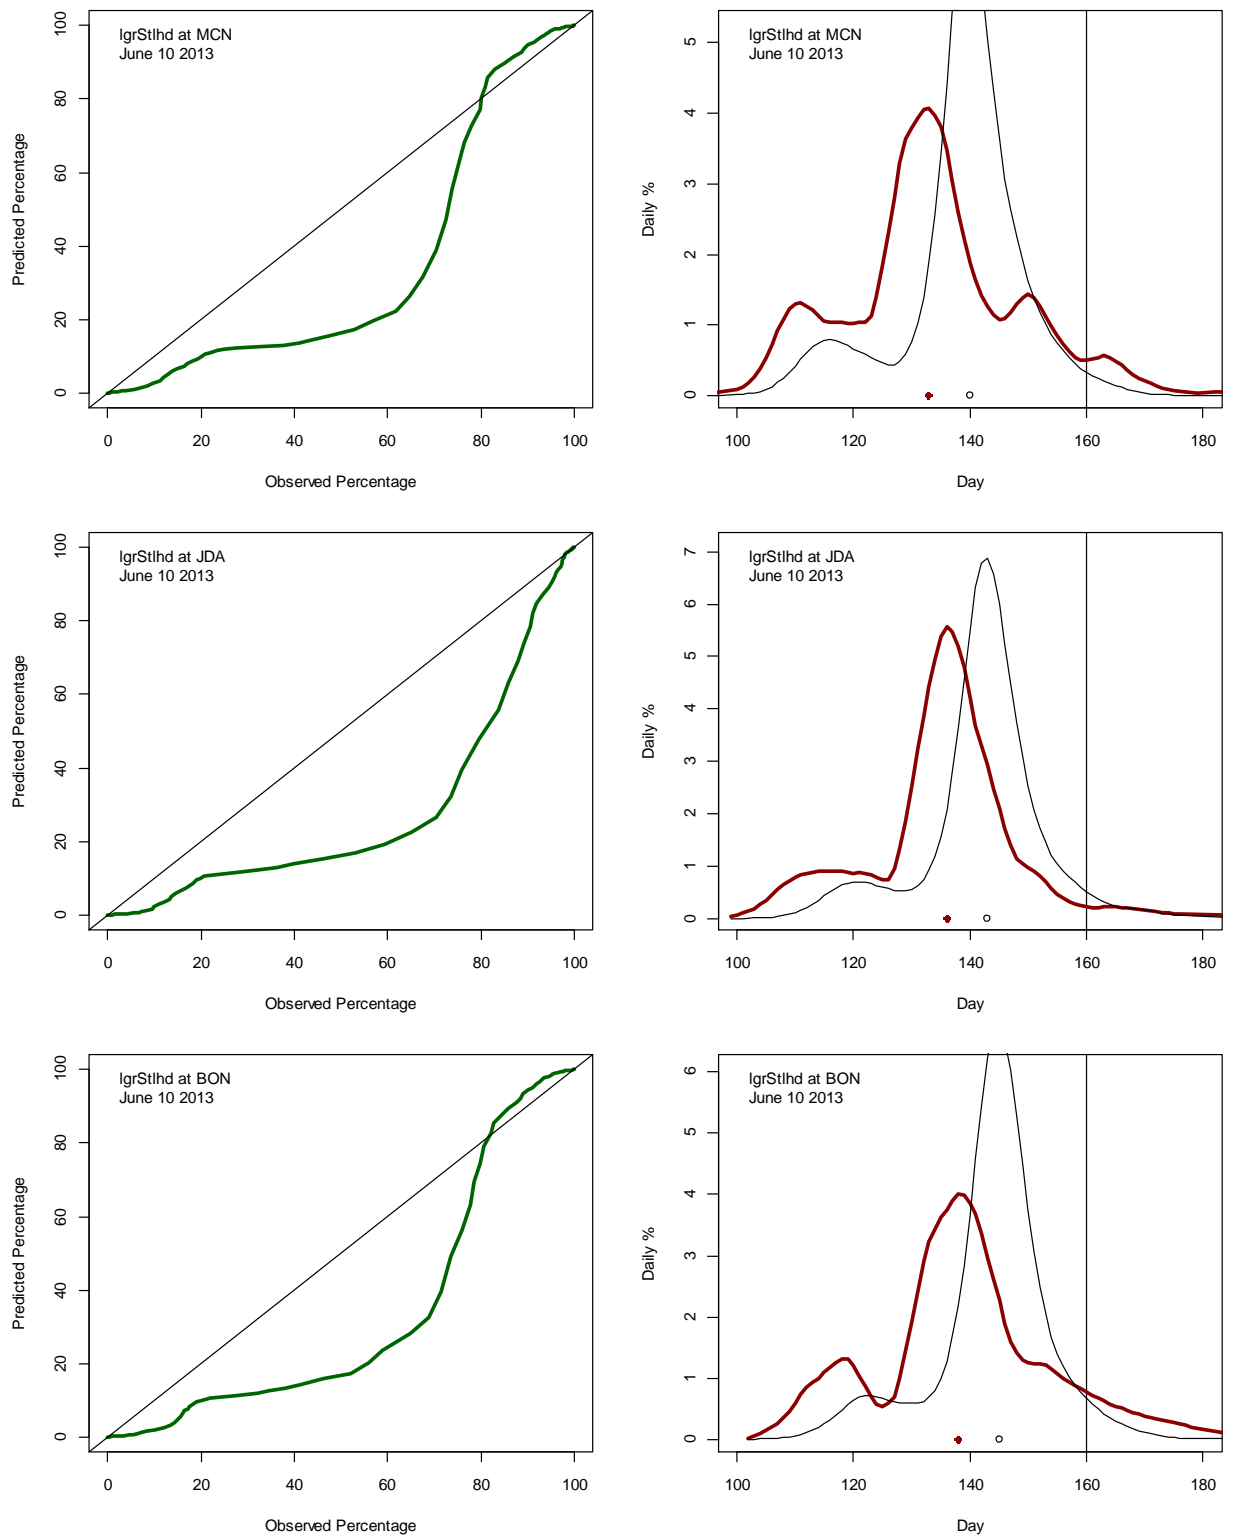 lgrStlhd at MCN
June 10 2013
Predicted Percentage
0 20 40 60 80 100
0 20 40 60 80 100
Observed Percentage
lgrStlhd at MCN
June 10 2013
Daily %
0 1 2 3 4 5
100 120 140 160 180
Day
lgrStlhd at JDA
June 10 2013
Predicted Percentage
0 20 40 60 80 100
0 20 40 60 80 100
Observed Percentage
lgrStlhd at JDA
June 10 2013
Daily %
0 1 2 3 4 5 6 7
100 120 140 160 180
Day
lgrStlhd at BON
June 10 2013
Predicted Percentage
0 20 40 60 80 100
0 20 40 60 80 100
Observed Percentage
lgrStlhd at BON
June 10 2013
Daily %
0 1 2 3 4 5 6
100 120 140 160 180
Day